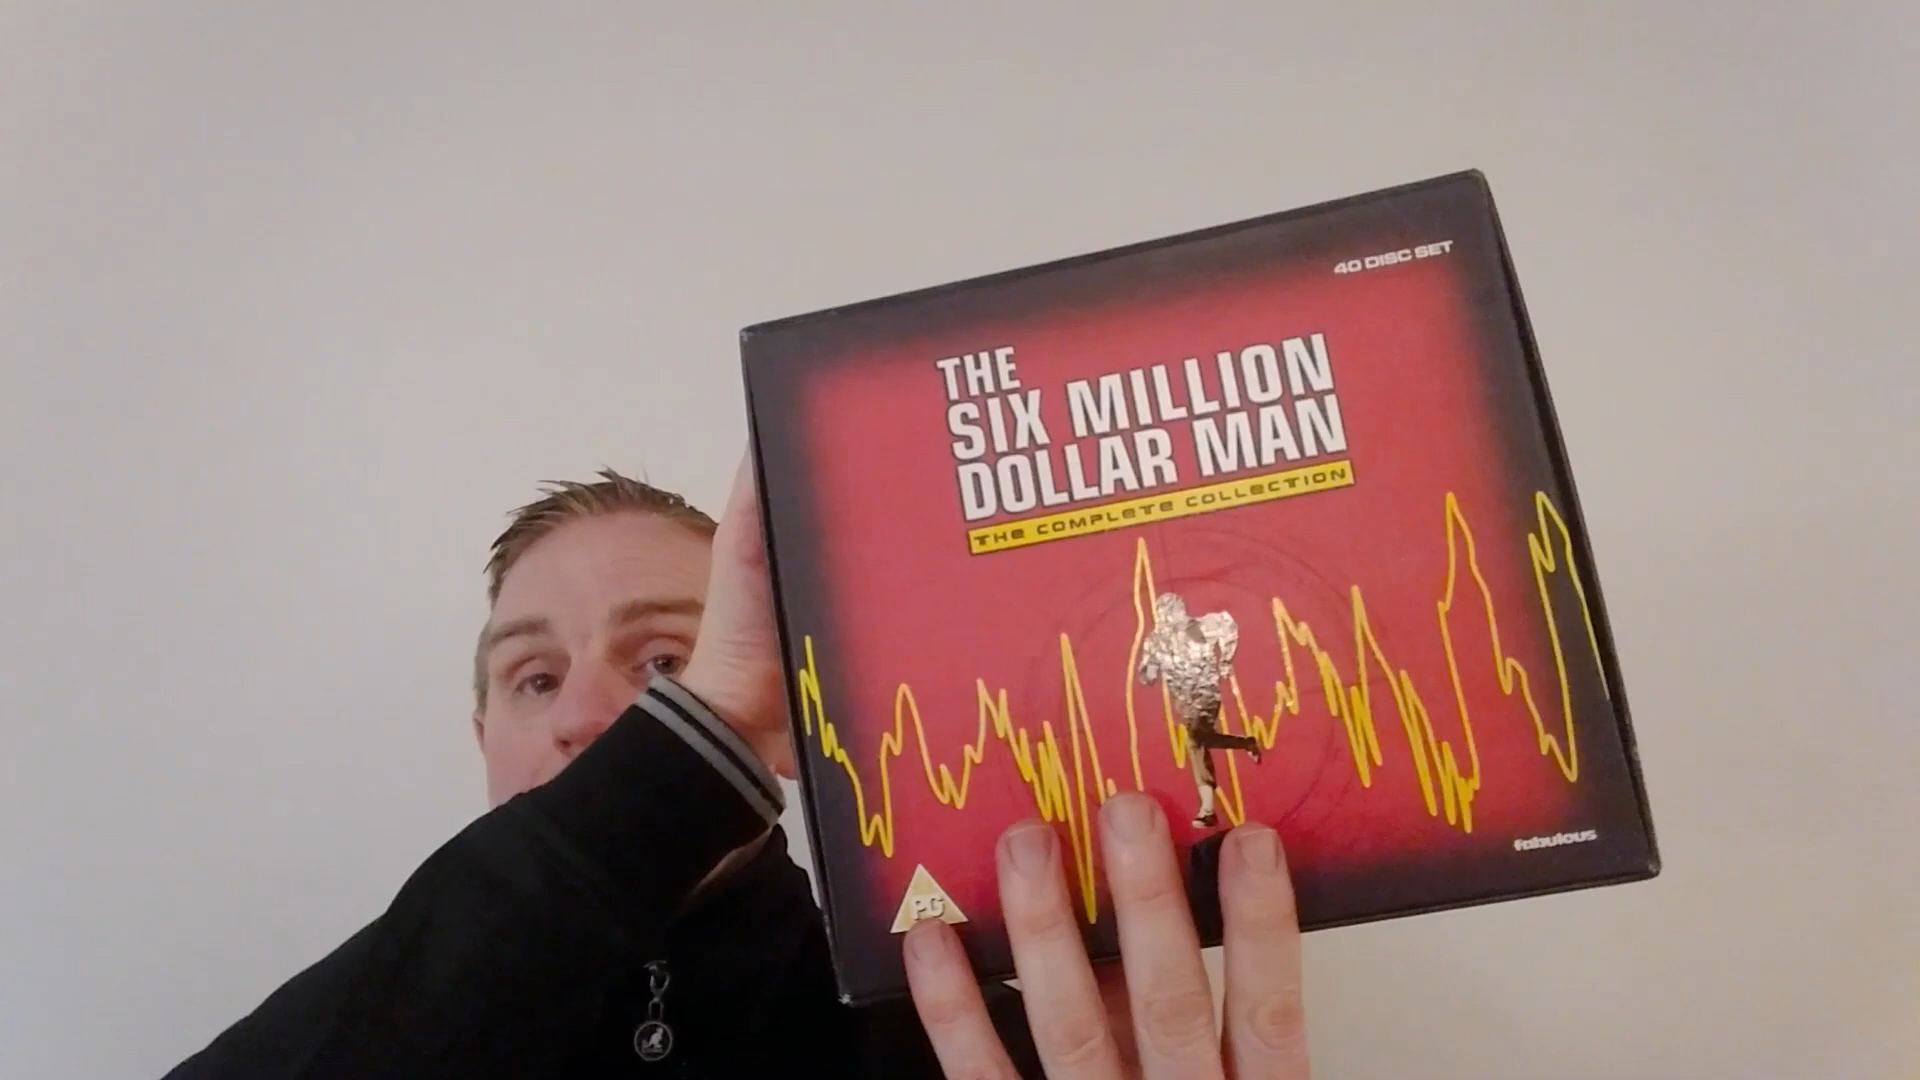 40 DISC SET
THE
SIX MILLION
DOLLAR MAN
THE COMPLETE COLLECTION
fabulous
PG